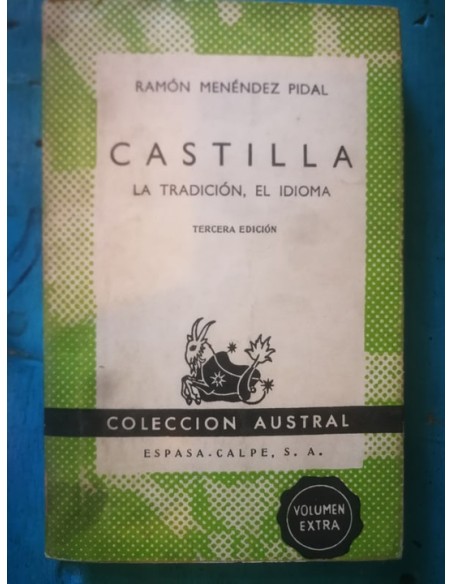 RAMÓN MENÉNDEZ PIDAL
CASTILLA
LA TRADICIÓN, EL IDIOMA
TERCERA EDICIÓN
COLECCION AUSTRAL
ESPASA-CALPE, S. A.
VOLUMEN
EXTRA